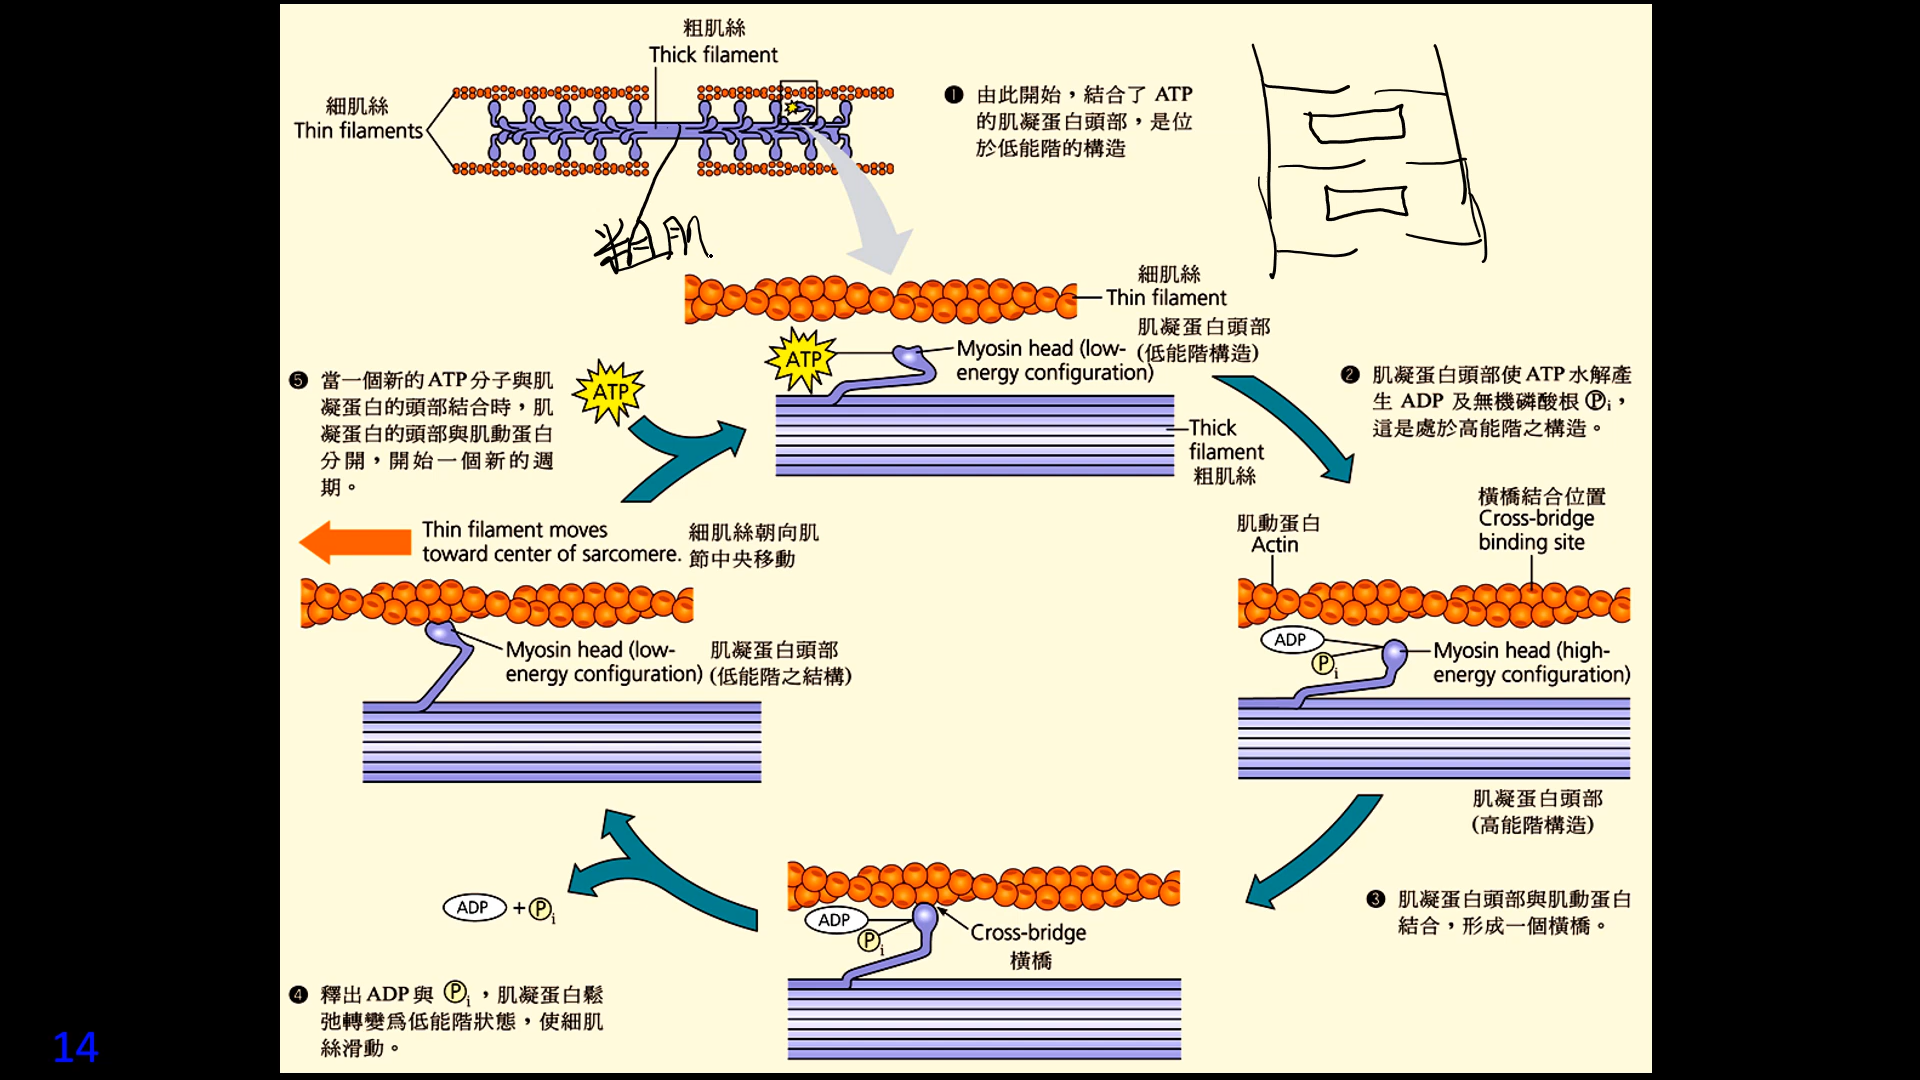 粗肌絲
Thick filament
細肌絲
Thin filaments
❶ 由此開始,結合了 ATP
的肌凝蛋白頭部,是位
於低能階的構造
粗肌
細肌絲
Thin filament
肌凝蛋白頭部
(低能階構造)
ATP
Myosin head (low-
energy configuration)
Thick
filament
粗肌絲
❷ 肌凝蛋白頭部使 ATP 水解產
生 ADP 及無機磷酸根 Pi,
這是處於高能階之構造。
肌動蛋白
Actin
橫橋結合位置
Cross-bridge
binding site
ADP
Pi
Myosin head (high-
energy configuration)
肌凝蛋白頭部
(高能階構造)
❸ 肌凝蛋白頭部與肌動蛋白
結合,形成一個橫橋。
ADP
Pi
Cross-bridge
橫橋
ADP + Pi
❹ 釋出 ADP 與 Pi,肌凝蛋白鬆
弛轉變為低能階狀態,使細肌
絲滑動。
❺ 當一個新的 ATP 分子與肌
凝蛋白的頭部結合時,肌
凝蛋白的頭部與肌動蛋白
分開,開始一個新的週
期。
ATP
Thin filament moves
toward center of sarcomere.
細肌絲朝向肌
節中央移動
Myosin head (low-
energy configuration)
肌凝蛋白頭部
(低能階之結構)
14